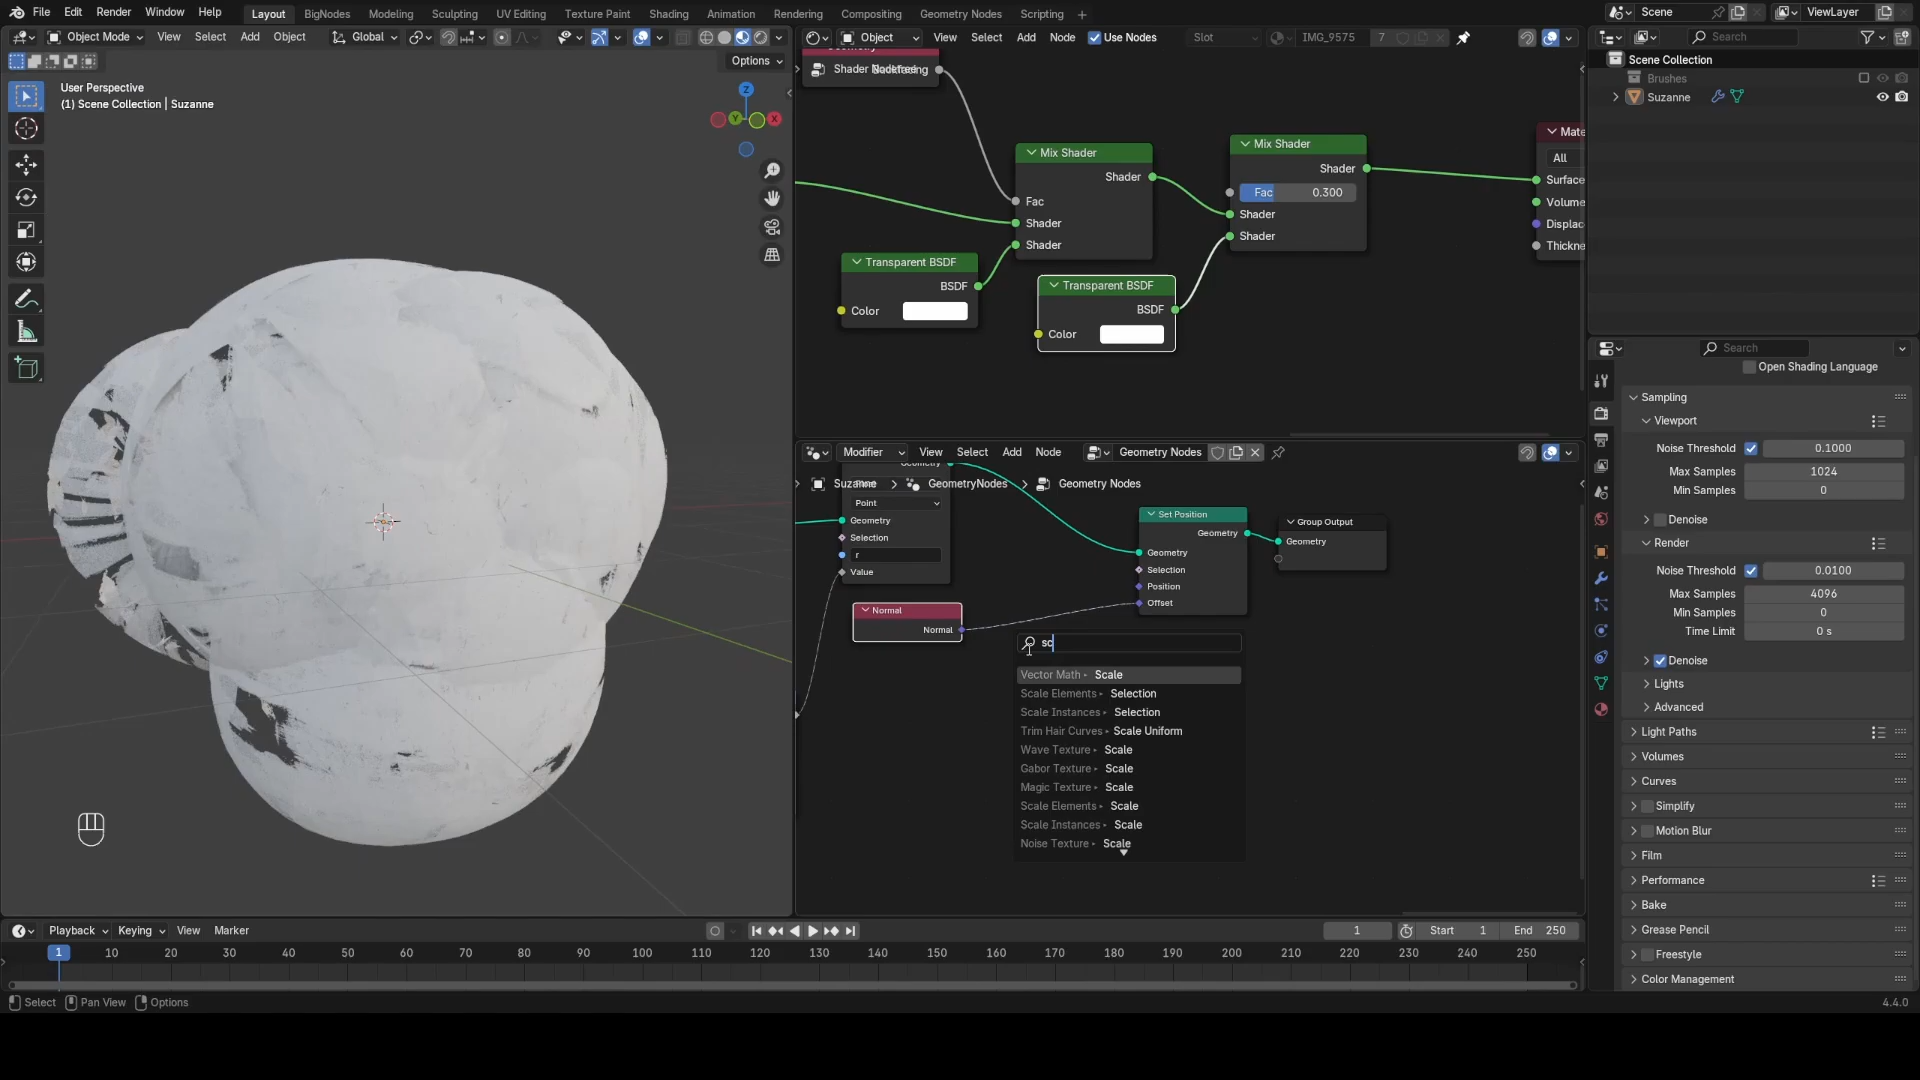 File Edit Render Window Help Layout BigNodes Modeling Sculpting UV Editing Texture Paint Shading Animation Rendering Compositing Geometry Nodes Scripting Scene ViewLayer
Object Mode View Select Add Object Global
Options
User Perspective
(1) Scene Collection | Suzanne
Z
Y
X
Object View Select Add Node Use Nodes Slot IMG_9575 7
Backfacing
Mix Shader
Shader
Fac
Shader
Shader
Mix Shader
Shader
Fac 0.300
Shader
Shader
Transparent BSDF
BSDF
Color
Transparent BSDF
BSDF
Color
Mate
All
Surface
Volume
Displac
Thickne
Modifier View Select Add Node Geometry Nodes
Suzanne > GeometryNodes > Geometry Nodes
Point
Geometry
Selection
r
Value
Normal
Normal
Set Position
Geometry
Geometry
Selection
Position
Offset
Group Output
Geometry
sc
Vector Math Scale
Scale Elements Selection
Scale Instances Selection
Trim Hair Curves Scale Uniform
Wave Texture Scale
Gabor Texture Scale
Magic Texture Scale
Scale Elements Scale
Scale Instances Scale
Noise Texture Scale
Search
Scene Collection
Brushes
Suzanne
Search
Open Shading Language
Sampling
Viewport
Noise Threshold 0.1000
Max Samples 1024
Min Samples 0
Denoise
Render
Noise Threshold 0.0100
Max Samples 4096
Min Samples 0
Time Limit 0 s
Denoise
Lights
Advanced
Light Paths
Volumes
Curves
Simplify
Motion Blur
Film
Performance
Bake
Grease Pencil
Freestyle
Color Management
Playback Keying View Marker 1 Start 1 End 250
1 10 20 30 40 50 60 70 80 90 100 110 120 130 140 150 160 170 180 190 200 210 220 230 240 250
Select Pan View Options 4.4.0